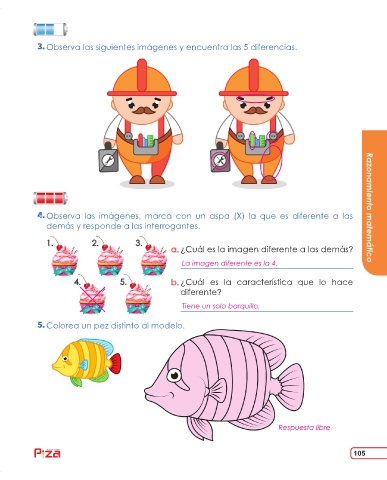 3. Observa las siguientes imágenes y encuentra las 5 diferencias.
Razonamiento matemático
4. Observa las imágenes, marca con un aspa (X) la que es diferente a las
demás y responde a las interrogantes.
1. 2. 3.
a. ¿Cuál es la imagen diferente a las demás?
La imagen diferente es la 4.
4. 5.
b. ¿Cuál es la característica que lo hace
diferente?
Tiene un solo barquillo.
5. Colorea un pez distinto al modelo.
Respuesta libre
Pza
105